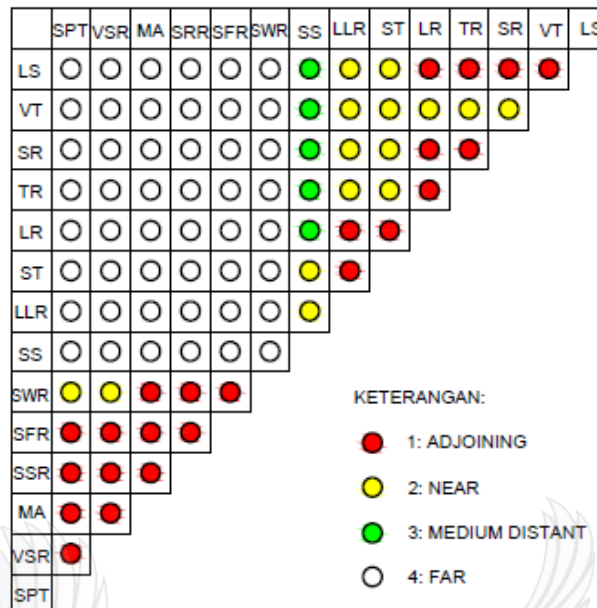 SPT VSR MA SRR SFR SWR SS LLR ST LR TR SR VT LS
LS
VT
SR
TR
LR
ST
LLR
SS
SWR
SFR
SSR
MA
VSR
SPT
KETERANGAN:
1: ADJOINING
2: NEAR
3: MEDIUM DISTANT
4: FAR